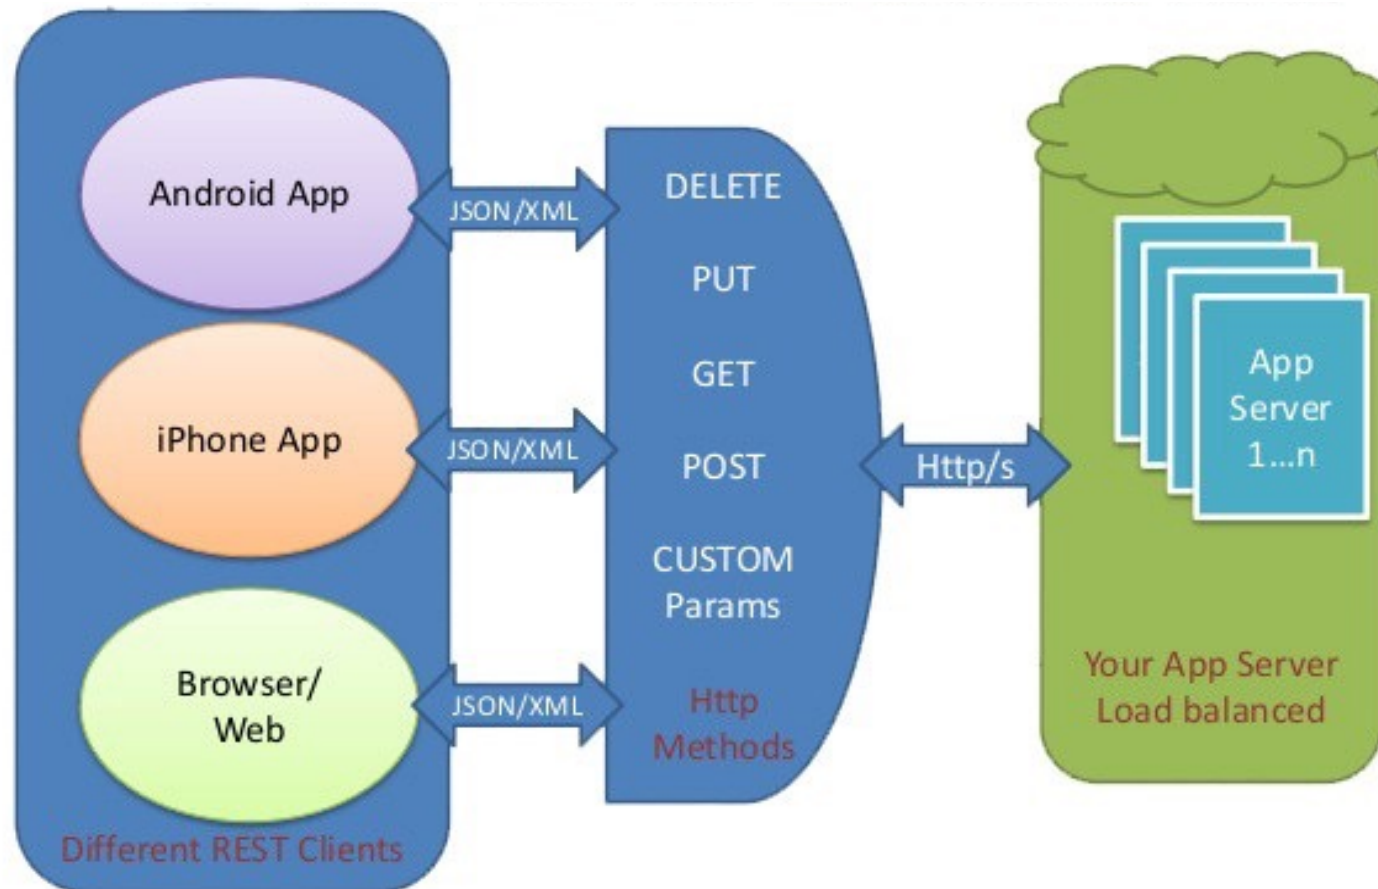 Android App
iPhone App
Browser/
Web
Different REST Clients
JSON/XML
JSON/XML
JSON/XML
DELETE
PUT
GET
POST
CUSTOM
Params
Http
Methods
Http/s
App
Server
1...n
Your App Server
Load balanced